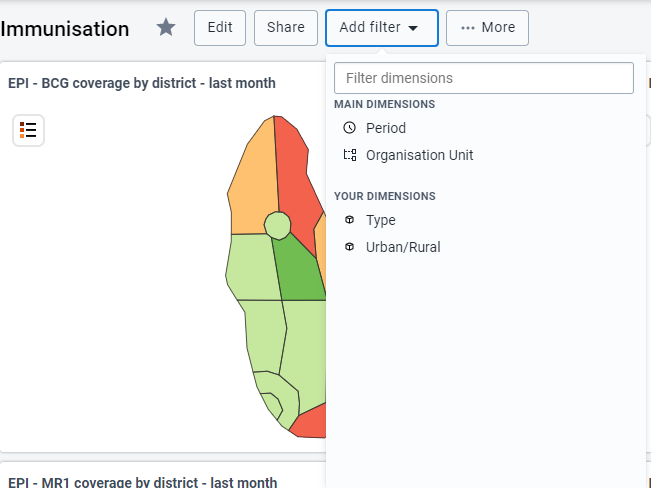 Immunisation
Edit
Share
Add filter
More
EPI - BCG coverage by district - last month
Filter dimensions
MAIN DIMENSIONS
Period
Organisation Unit
YOUR DIMENSIONS
Type
Urban/Rural
EPI - MR1 coverage by district - last month